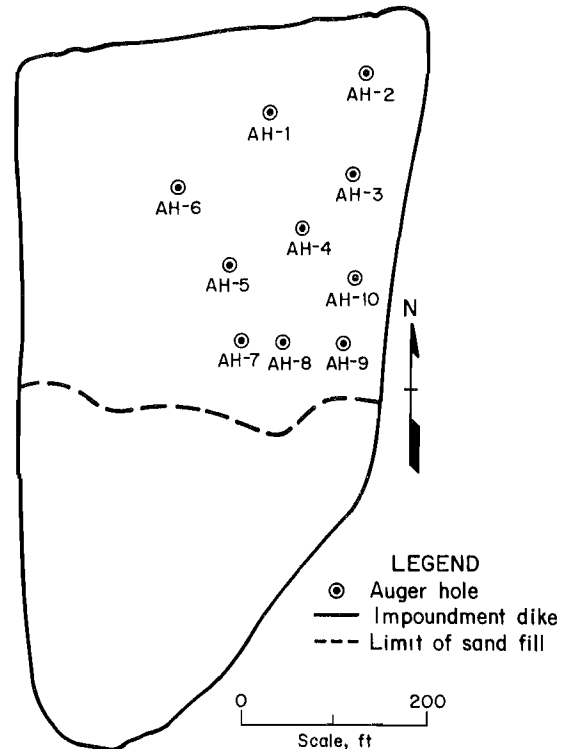 AH-2
AH-1
AH-3
AH-6
AH-4
AH-5
AH-10
N
AH-7 AH-8 AH-9
LEGEND
Auger hole
Impoundment dike
Limit of sand fill
0 200
Scale, ft